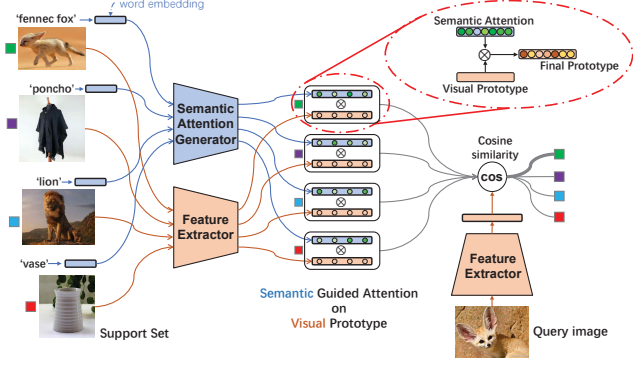 word embedding
'fennec fox'
'poncho'
'lion'
'vase'
Support Set
Semantic
Attention
Generator
Feature
Extractor
Semantic Guided Attention
on
Visual Prototype
Semantic Attention
Final Prototype
Visual Prototype
Cosine
similarity
cos
Feature
Extractor
Query image